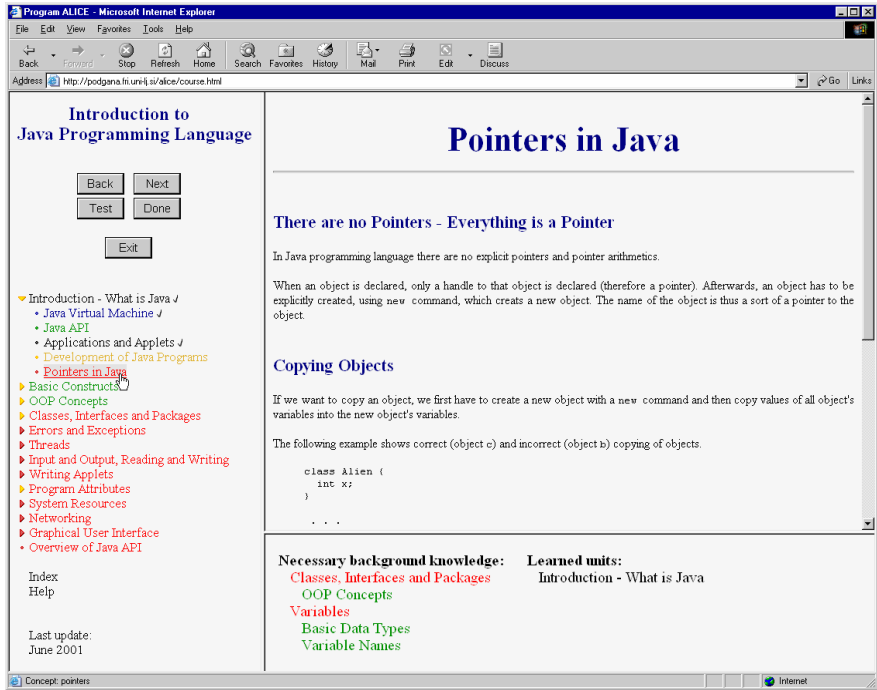 Program ALICE - Microsoft Internet Explorer
File Edit View Favorites Tools Help
Back Forward Stop Refresh Home Search Favorites History Mail Print Edit Discuss
Address http://podgana.fri.uni-lj.si/alice/course.html Go Links
Introduction to
Java Programming Language
Back Next
Test Done
Exit
Introduction - What is Java √
• Java Virtual Machine √
• Java API
• Applications and Applets √
• Development of Java Programs
• Pointers in Java
Basic Constructs
OOP Concepts
Classes, Interfaces and Packages
Errors and Exceptions
Threads
Input and Output, Reading and Writing
Writing Applets
Program Attributes
System Resources
Networking
Graphical User Interface
• Overview of Java API
Index
Help
Last update:
June 2001
Pointers in Java
There are no Pointers - Everything is a Pointer
In Java programming language there are no explicit pointers and pointer arithmetics.
When an object is declared, only a handle to that object is declared (therefore a pointer). Afterwards, an object has to be
explicitly created, using new command, which creats a new object. The name of the object is thus a sort of a pointer to the
object.
Copying Objects
If we want to copy an object, we first have to create a new object with a new command and then copy values of all object's
variables into the new object's variables.
The following example shows correct (object c) and incorrect (object b) copying of objects.
class Alien {
int x;
}
. . .
Necessary background knowledge: Learned units:
Classes, Interfaces and Packages Introduction - What is Java
OOP Concepts
Variables
Basic Data Types
Variable Names
Concept: pointers Internet